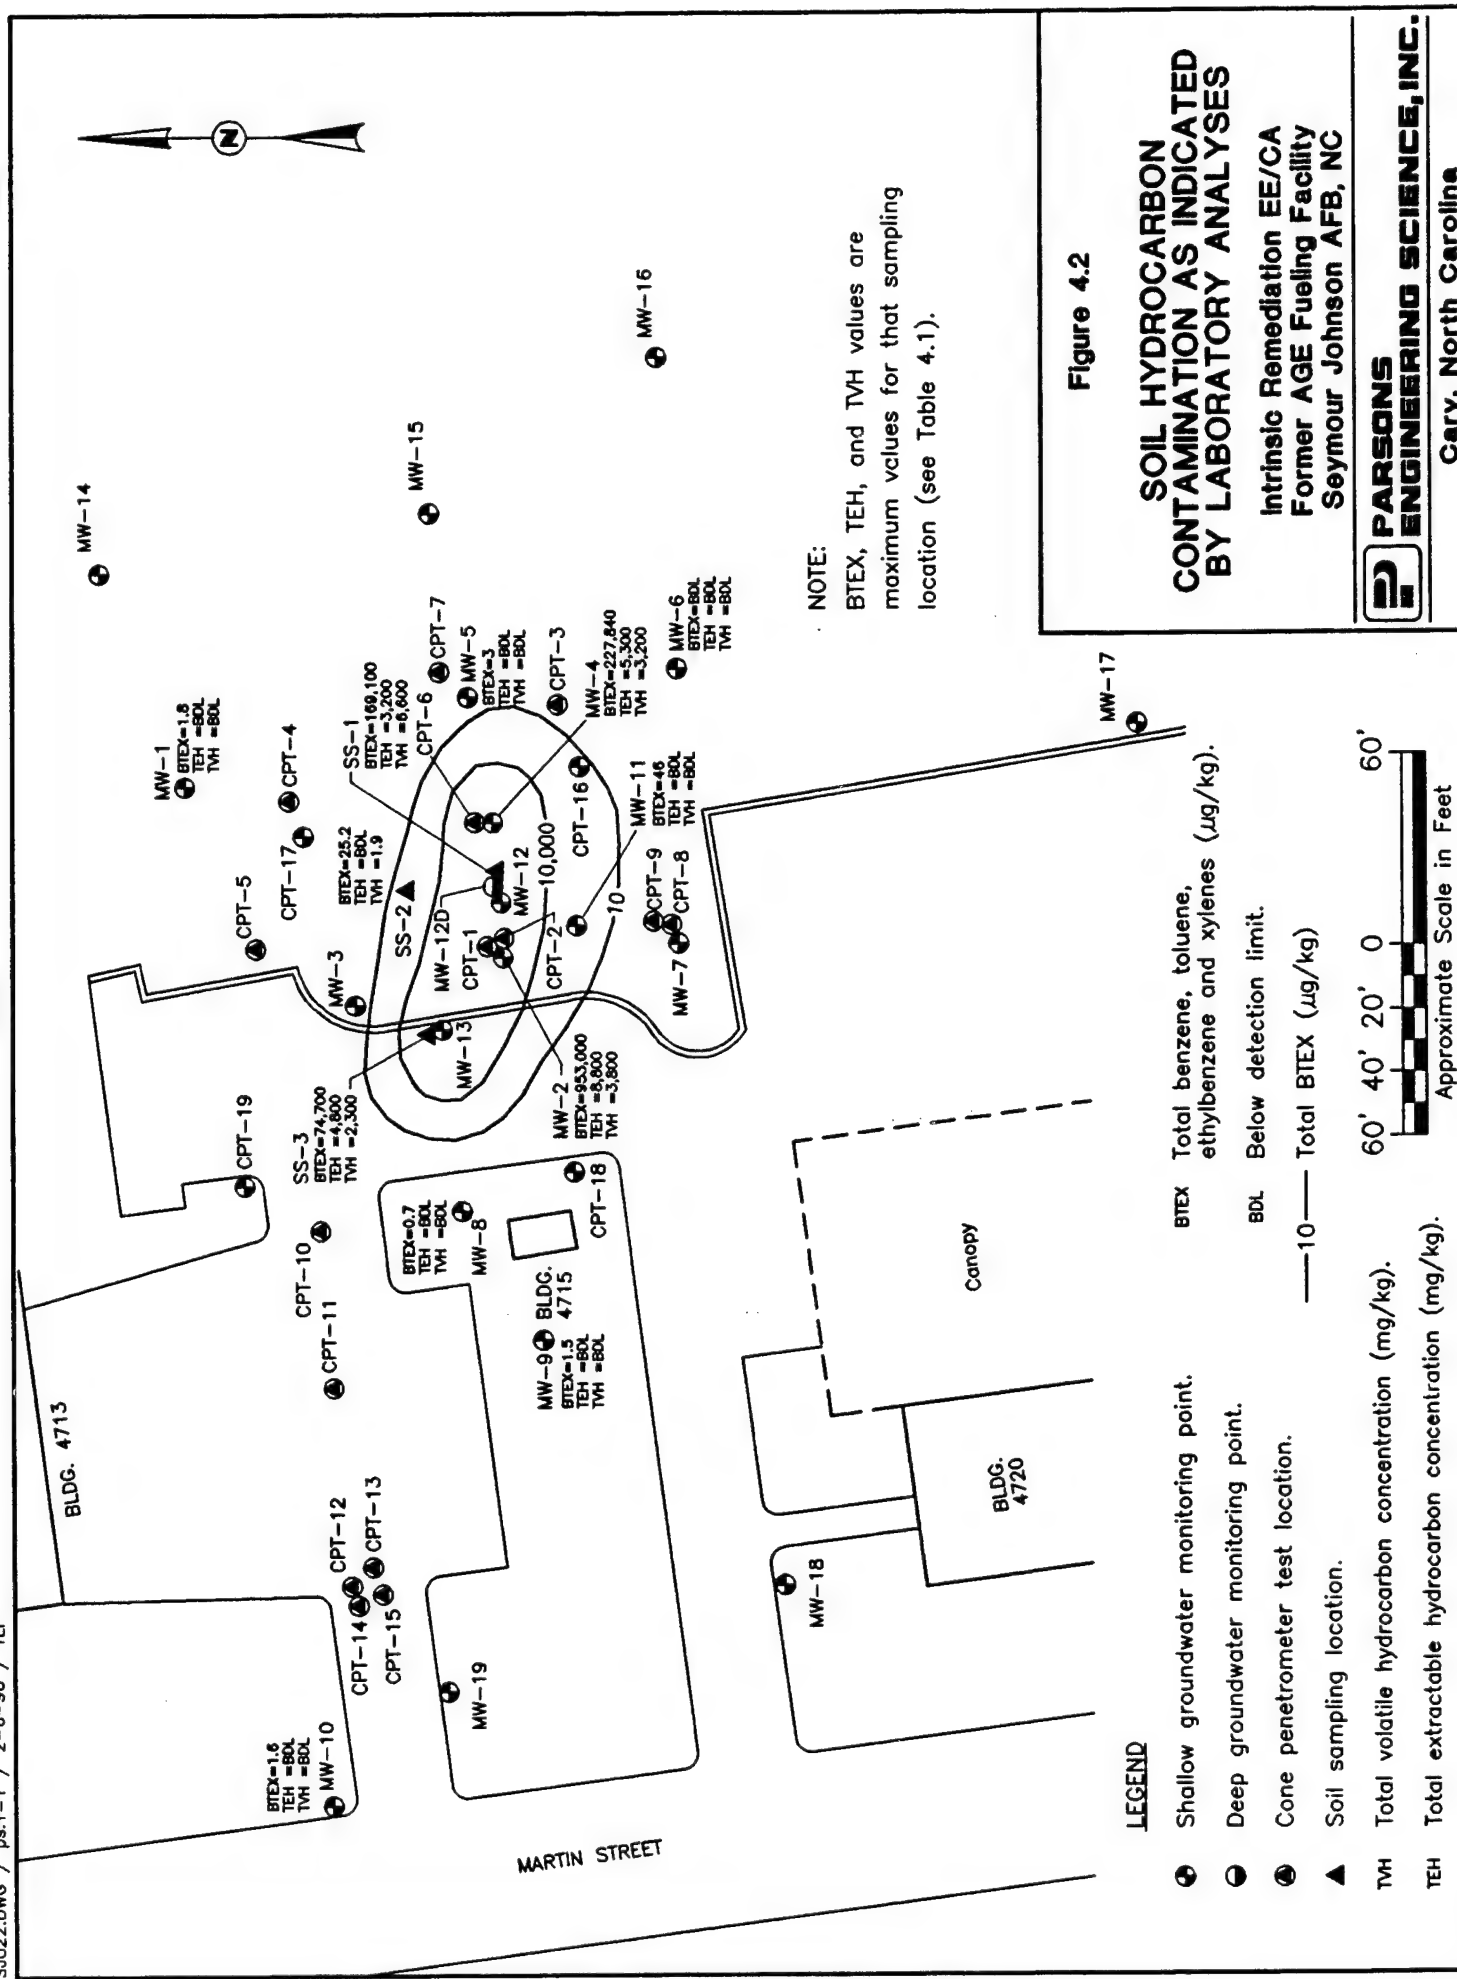 MW-14
MW-15
MW-16
MW-1
BTEX=1.8
TEH =BDL
TVH =BDL
CPT-4
CPT-17
CPT-5
BTEX=25.2
TEH =BDL
TVH =1.9
SS-2
SS-1
BTEX=169,100
TEH =3,200
TVH =6,600
CPT-6
CPT-7
MW-5
BTEX=3
TEH =BDL
TVH =BDL
CPT-3
MW-4
BTEX=227,840
TEH =5,300
TVH =3,200
MW-6
BTEX=BDL
TEH =BDL
TVH =BDL
MW-3
MW-12D
MW-12
CPT-1
CPT-2
10,000
CPT-16
10
MW-11
BTEX=46
TEH =BDL
TVH =BDL
CPT-9
CPT-8
MW-7
MW-13
MW-2
BTEX=953,000
TEH =8,800
TVH =3,800
SS-3
BTEX=74,700
TEH =4,800
TVH =2,300
CPT-19
CPT-10
CPT-11
BTEX=0.7
TEH =BDL
TVH =BDL
MW-8
CPT-18
BLDG.
4715
MW-9
BTEX=1.5
TEH =BDL
TVH =BDL
BLDG. 4713
CPT-12
CPT-13
CPT-14
CPT-15
MW-19
BTEX=1.6
TEH =BDL
TVH =BDL
MW-10
MARTIN STREET
MW-18
BLDG.
4720
Canopy
MW-17
NOTE:
BTEX, TEH, and TVH values are
maximum values for that sampling
location (see Table 4.1).
LEGEND
Shallow groundwater monitoring point.
Deep groundwater monitoring point.
Cone penetrometer test location.
Soil sampling location.
TVH Total volatile hydrocarbon concentration (mg/kg).
TEH Total extractable hydrocarbon concentration (mg/kg).
BTEX Total benzene, toluene,
ethylbenzene and xylenes (µg/kg).
BDL Below detection limit.
—10— Total BTEX (µg/kg)
60' 40' 20' 0 60'
Approximate Scale in Feet
Figure 4.2
SOIL HYDROCARBON
CONTAMINATION AS INDICATED
BY LABORATORY ANALYSES
Intrinsic Remediation EE/CA
Former AGE Fueling Facility
Seymour Johnson AFB, NC
PARSONS
ENGINEERING SCIENCE, INC.
Cary, North Carolina
N